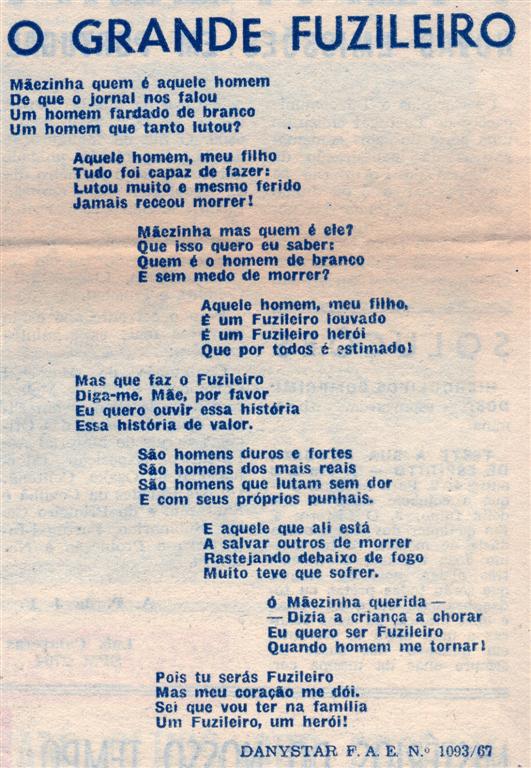 O GRANDE FUZILEIRO
Mãezinha quem é aquele homem
De que o jornal nos falou
Um homem fardado de branco
Um homem que tanto lutou?
Aquele homem, meu filho
Tudo foi capaz de fazer:
Lutou muito e mesmo ferido
Jamais receou morrer!
Mãezinha mas quem é ele?
Que isso quero eu saber:
Quem é o homem de branco
E sem medo de morrer?
Aquele homem, meu filho,
É um Fuzileiro louvado
É um Fuzileiro herói
Que por todos é estimado!
Mas que faz o Fuzileiro
Diga-me, Mãe, por favor
Eu quero ouvir essa história
Essa história de valor.
São homens duros e fortes
São homens dos mais reais
São homens que lutam sem dor
E com seus próprios punhais.
E aquele que ali está
A salvar outros de morrer
Rastejando debaixo de fogo
Muito teve que sofrer.
ó Mãezinha querida —
— Dizia a criança a chorar
Eu quero ser Fuzileiro
Quando homem me tornar!
Pois tu serás Fuzileiro
Mas meu coração me dói.
Sei que vou ter na família
Um Fuzileiro, um herói!
DANYSTAR F. A. E. N.º 1093/67